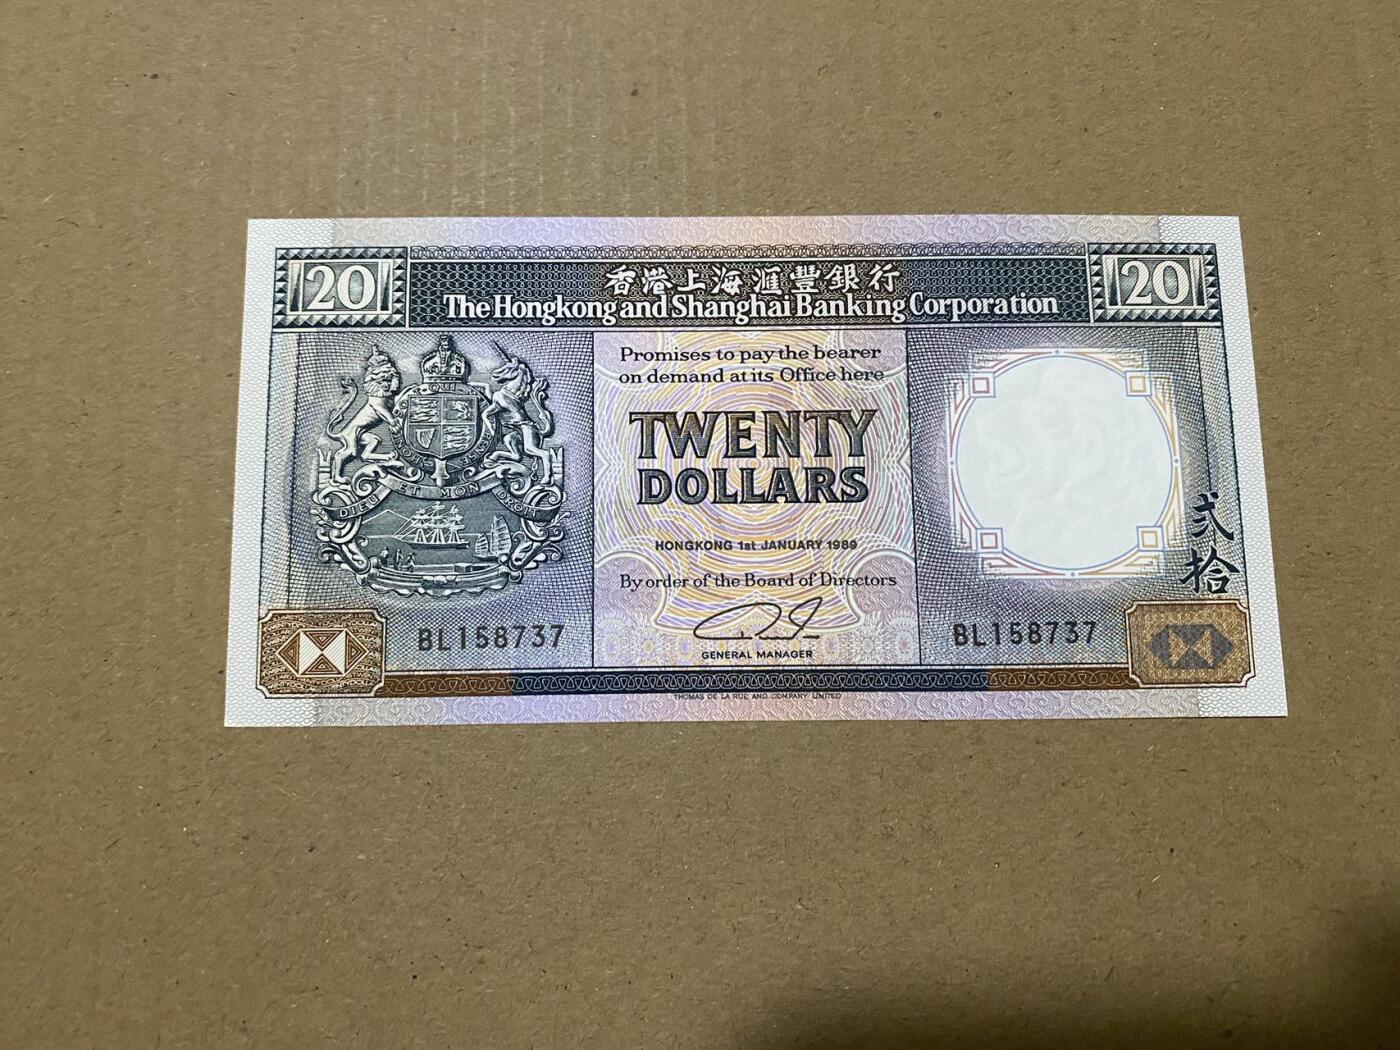 20
香港上海滙豐銀行
20
The Hongkong and Shanghai Banking Corporation
Promises to pay the bearer
on demand at its Office here
TWENTY
DOLLARS
DIEU ET MON DROIT
HONGKONG 1st JANUARY 1989
By order of the Board of Directors
GENERAL MANAGER
BL158737
BL158737
弍拾
THOMAS DE LA RUE AND COMPANY LIMITED